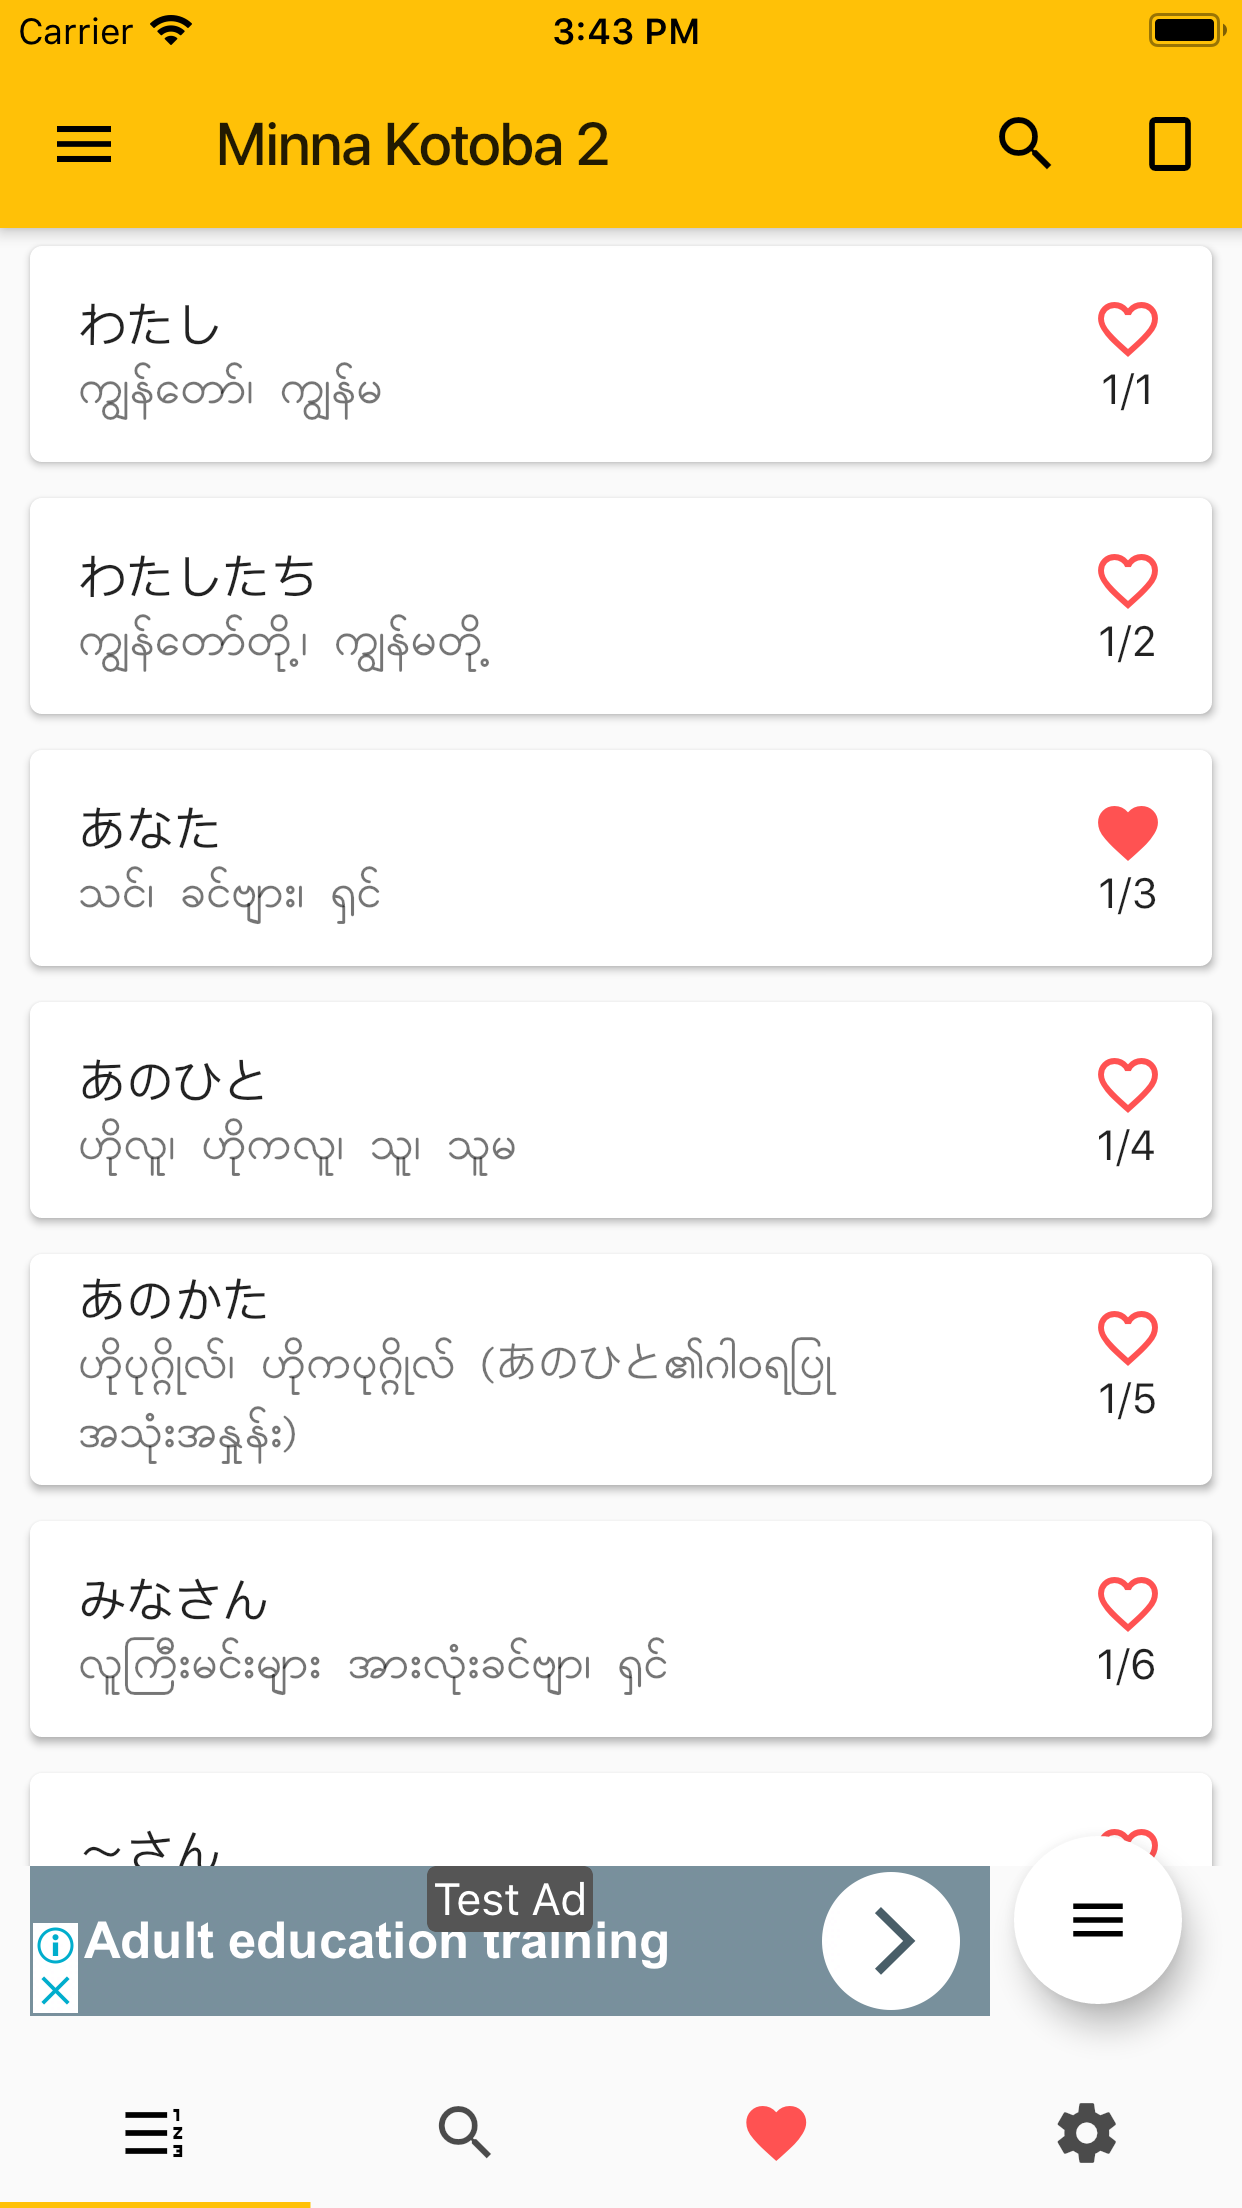 Carrier 3:43 PM
Minna Kotoba 2
わたし
ကျွန်တော်၊ ကျွန်မ
1/1
わたしたち
ကျွန်တော်တို့၊ ကျွန်မတို့
1/2
あなた
သင်၊ ခင်ဗျား၊ ရှင်
1/3
あのひと
ဟိုလူ၊ ဟိုကလူ၊ သူ၊ သူမ
1/4
あのかた
ဟိုပုဂ္ဂိုလ်၊ ဟိုကပုဂ္ဂိုလ် (あのひと၏ဂါဝရပြု
အသုံးအနှုန်း)
1/5
みなさん
လူကြီးမင်းများ အားလုံးခင်ဗျာ၊ ရှင်
1/6
～さん
Test Ad
Adult education training